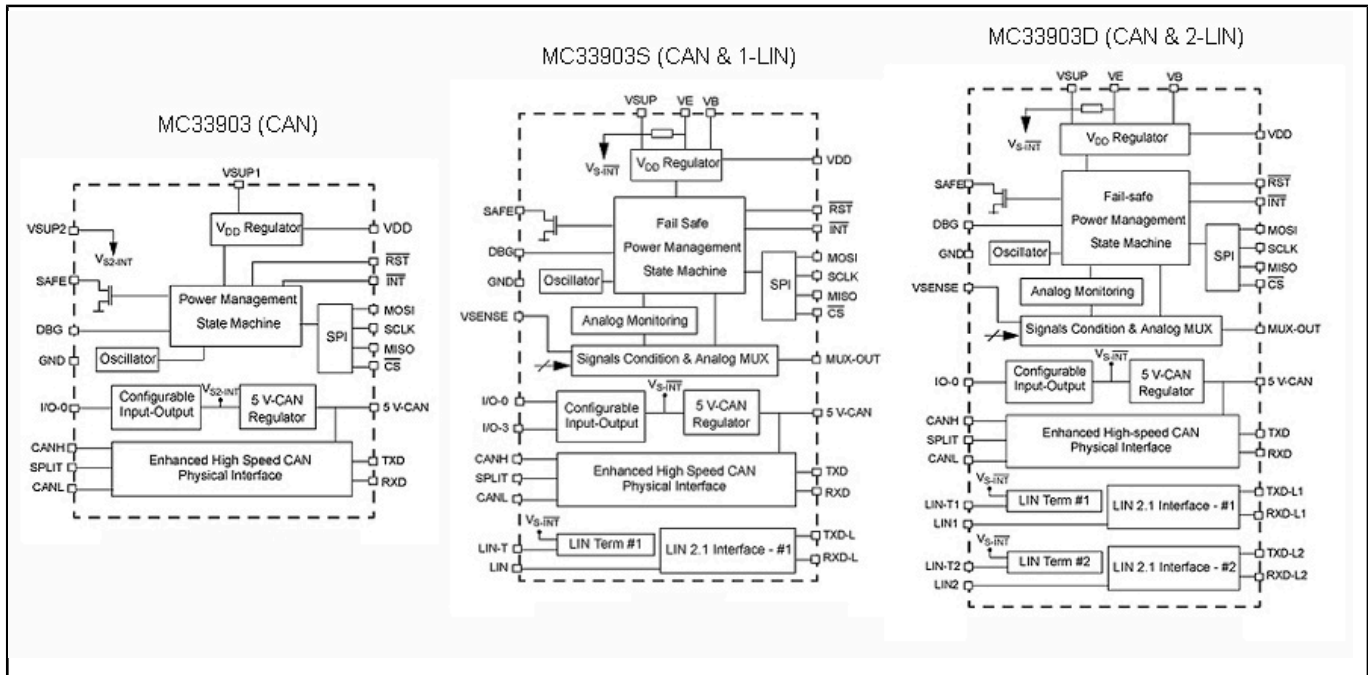 MC33903 (CAN)
VSUP1
VSUP2
VS2-INT
VDD Regulator
VDD
SAFE
RST
INT
Power Management
State Machine
DBG
GND
Oscillator
SPI
MOSI
SCLK
MISO
CS
I/O-0
Configurable
Input-Output
VS2-INT
5 V-CAN
Regulator
5 V-CAN
CANH
SPLIT
CANL
Enhanced High Speed CAN
Physical Interface
TXD
RXD
MC33903S (CAN & 1-LIN)
VSUP VE VB
VS-INT
VDD Regulator
VDD
SAFE
Fail Safe
Power Management
State Machine
RST
INT
DBG
GND
Oscillator
SPI
MOSI
SCLK
MISO
CS
Analog Monitoring
VSENSE
Signals Condition & Analog MUX
MUX-OUT
I/O-0
I/O-3
Configurable
Input-Output
VS-INT
5 V-CAN
Regulator
5 V-CAN
CANH
SPLIT
CANL
Enhanced High Speed CAN
Physical Interface
TXD
RXD
VS-INT
LIN-T
LIN
LIN Term #1
LIN 2.1 Interface - #1
TXD-L
RXD-L
MC33903D (CAN & 2-LIN)
VSUP VE VB
VS-INT
VDD Regulator
VDD
SAFE
Fail-safe
Power Management
State Machine
RST
INT
DBG
GND
Oscillator
SPI
MOSI
SCLK
MISO
CS
Analog Monitoring
VSENSE
Signals Condition & Analog MUX
MUX-OUT
IO-0
Configurable
Input-Output
VS-INT
5 V-CAN
Regulator
5 V-CAN
CANH
SPLIT
CANL
Enhanced High-speed CAN
Physical Interface
TXD
RXD
VS-INT
LIN-T1
LIN1
LIN Term #1
LIN 2.1 Interface - #1
TXD-L1
RXD-L1
VS-INT
LIN-T2
LIN2
LIN Term #2
LIN 2.1 Interface - #2
TXD-L2
RXD-L2